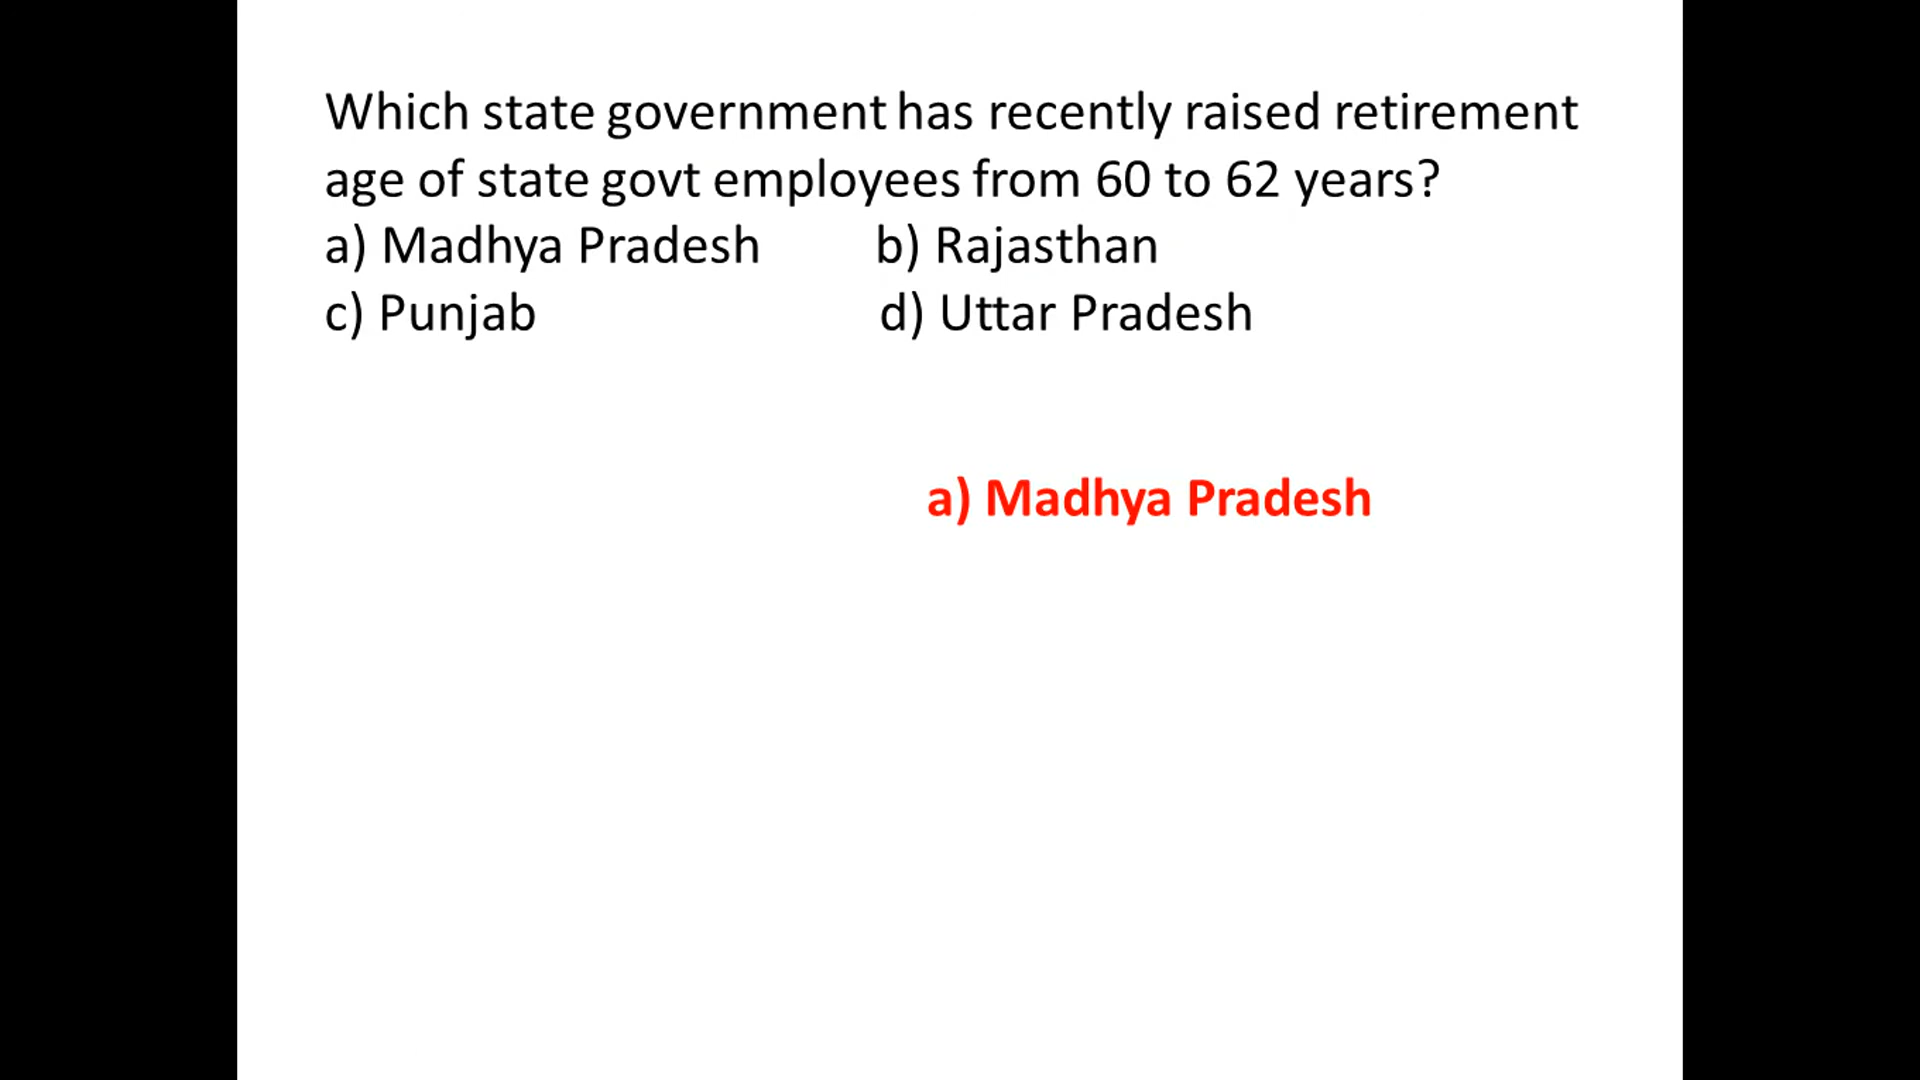 Which state government has recently raised retirement
age of state govt employees from 60 to 62 years?
a) Madhya Pradesh b) Rajasthan
c) Punjab d) Uttar Pradesh
a) Madhya Pradesh